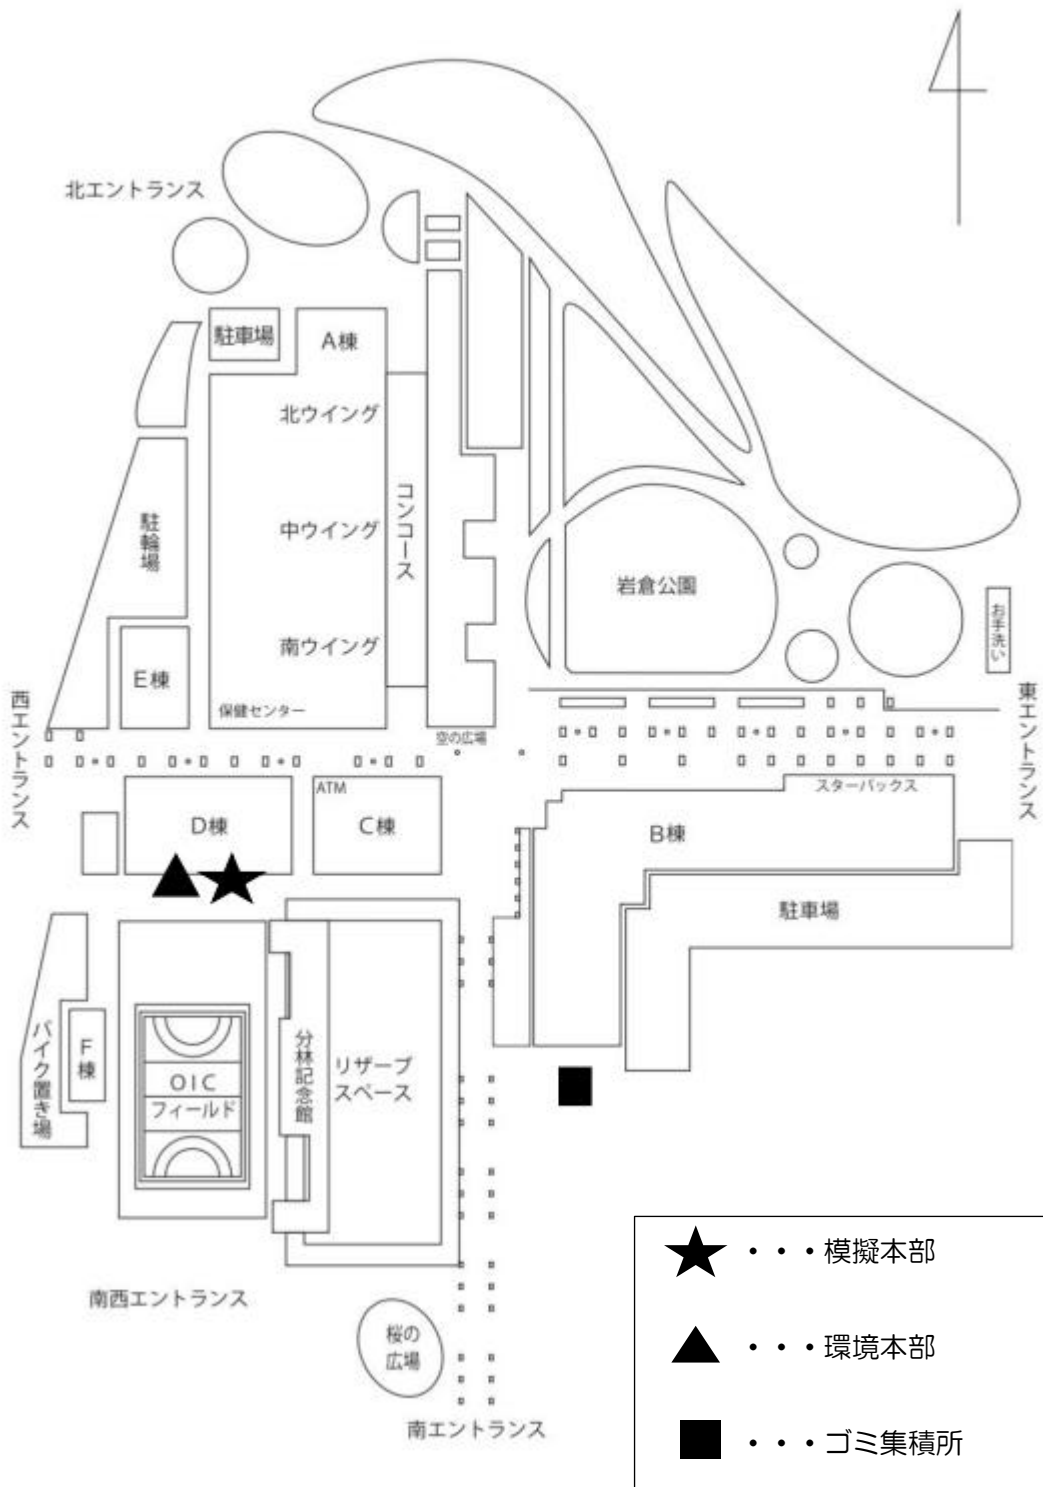 北エントランス
駐車場
A棟
北ウイング
コンコース
中ウイング
駐輪場
岩倉公園
お手洗い
南ウイング
E棟
保健センター
西エントランス
東エントランス
空の広場
ATM
スターバックス
D棟
C棟
B棟
駐車場
バイク置き場
F棟
OIC
フィールド
分林記念館
リザーブ
スペース
★・・・模擬本部
▲・・・環境本部
■・・・ゴミ集積所
南西エントランス
桜の
広場
南エントランス